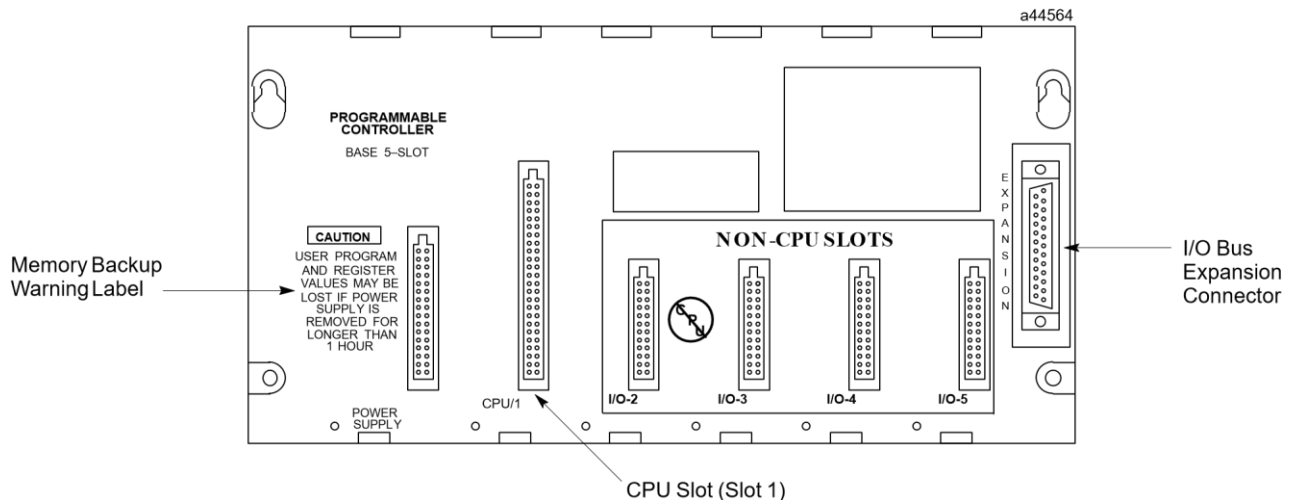 a44564
PROGRAMMABLE
CONTROLLER
BASE 5–SLOT
CAUTION
USER PROGRAM
AND REGISTER
VALUES MAY BE
LOST IF POWER
SUPPLY IS
REMOVED FOR
LONGER THAN
1 HOUR
Memory Backup
Warning Label
POWER
SUPPLY
CPU/1
CPU Slot (Slot 1)
NON-CPU SLOTS
CPU
I/O-2
I/O-3
I/O-4
I/O-5
EXPANSION
I/O Bus
Expansion
Connector